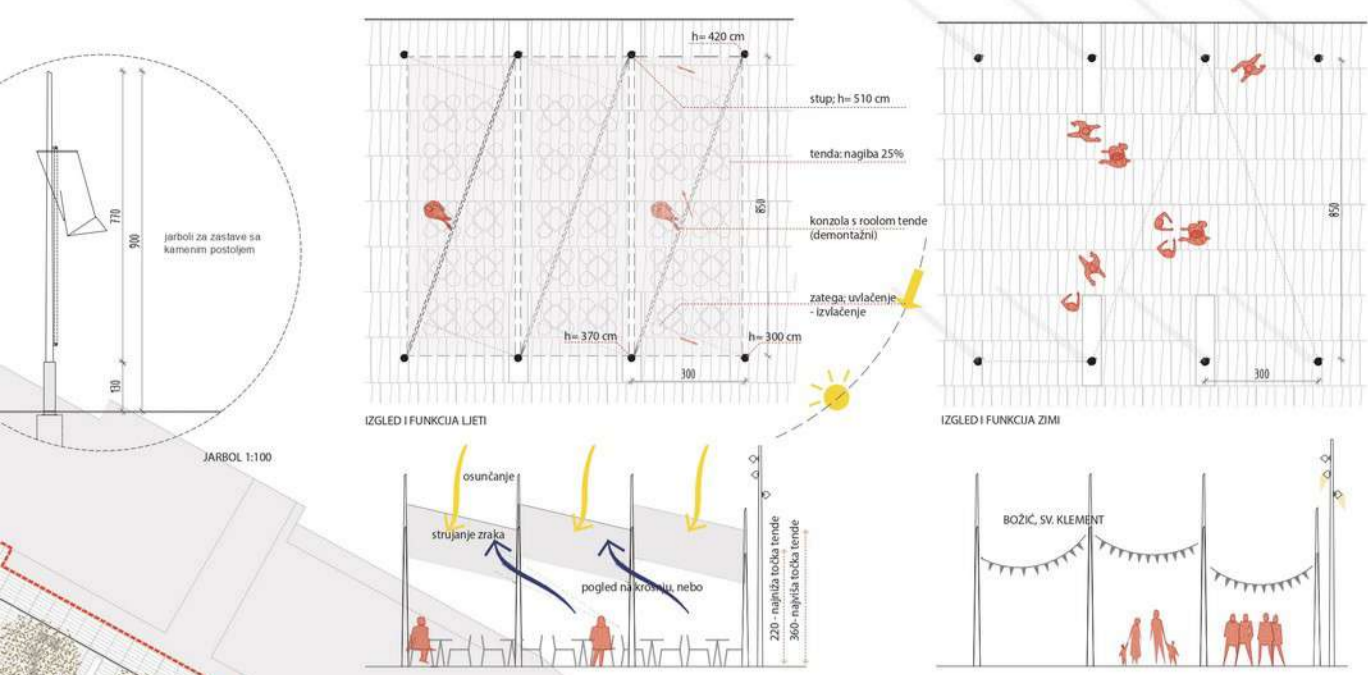 770
900
130
jarboli za zastave sa
kamenim postoljem
JARBOL 1:100
h= 420 cm
stup; h= 510 cm
tenda: nagiba 25%
850
konzola s roolom tende
(demontažni)
zatega; uvlačenje
- izvlačenje
h= 370 cm
h= 300 cm
300
IZGLED I FUNKCIJA LJETI
osunčanje
strujanje zraka
pogled na krošnju, nebo
220 - najniža točka tende
360- najviša točka tende
850
300
IZGLED I FUNKCIJA ZIMI
BOŽIĆ, SV. KLEMENT